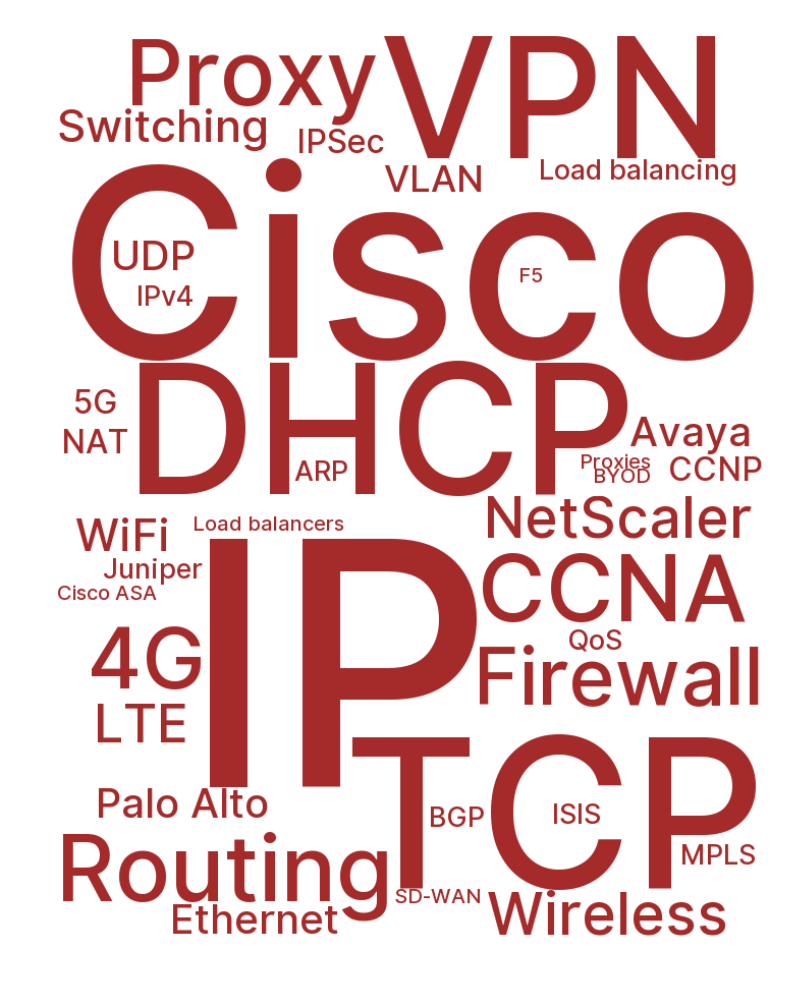 Proxy
VPN
Switching
IPSec
VLAN
Load balancing
Cisco
UDP
IPv4
F5
DHCP
5G
NAT
ARP
Avaya
Proxies
BYOD
CCNP
WiFi
Load balancers
NetScaler
Juniper
Cisco ASA
IP
CCNA
QoS
4G
Firewall
LTE
TCP
Palo Alto
BGP
ISIS
MPLS
Routing
SD-WAN
Wireless
Ethernet